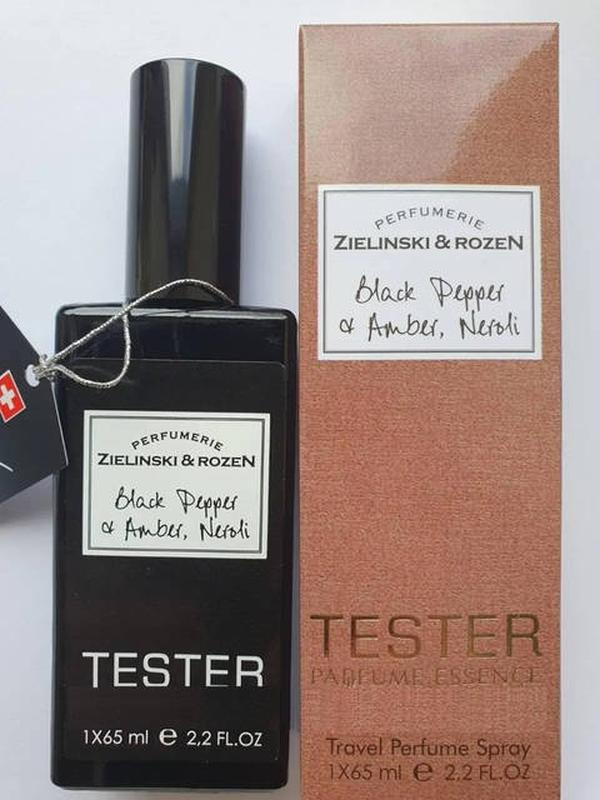 PERFUMERIE
ZIELINSKI & ROZEN
Black Pepper
& Amber, Neroli
TESTER
1X65 ml e 2,2 FL.OZ
PERFUMERIE
ZIELINSKI & ROZEN
Black Pepper
& Amber, Neroli
TESTER
PARFUME ESSENCE
Travel Perfume Spray
1X65 ml e 2,2 FL.OZ